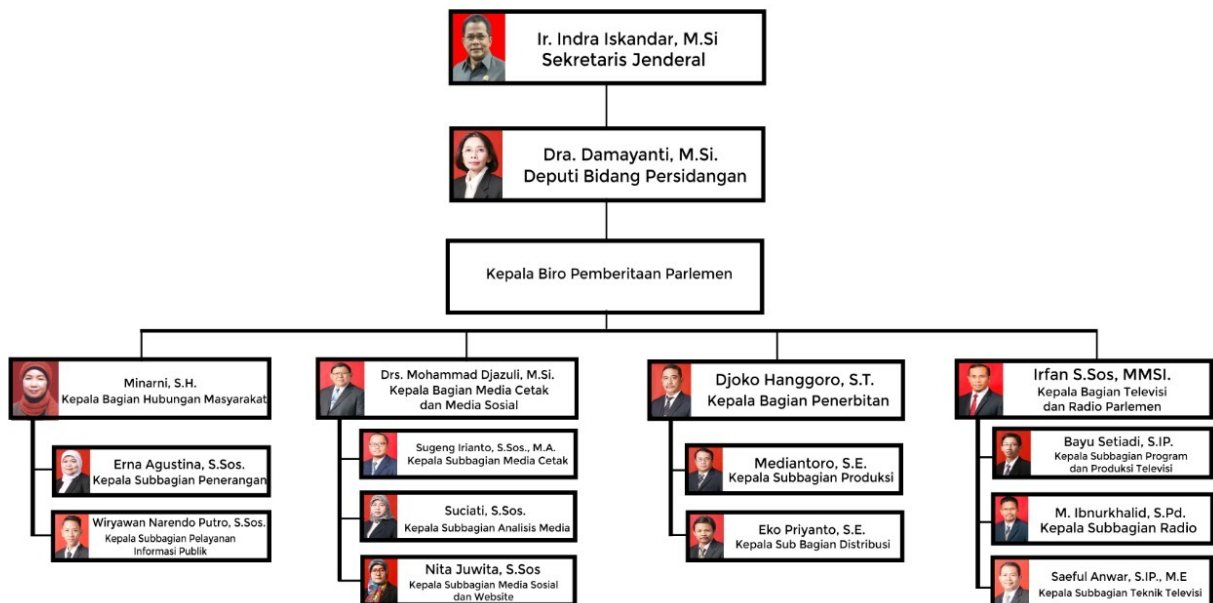 Ir. Indra Iskandar, M.Si
Sekretaris Jenderal
Dra. Damayanti, M.Si.
Deputi Bidang Persidangan
Kepala Biro Pemberitaan Parlemen
Minarni, S.H.
Kepala Bagian Hubungan Masyarakat
Erna Agustina, S.Sos.
Kepala Subbagian Penerangan
Wiryawan Narendo Putro, S.Sos.
Kepala Subbagian Pelayanan
Informasi Publik
Drs. Mohammad Djazuli, M.Si.
Kepala Bagian Media Cetak
dan Media Sosial
Sugeng Irianto, S.Sos., M.A.
Kepala Subbagian Media Cetak
Suciati, S.Sos.
Kepala Subbagian Analisis Media
Nita Juwita, S.Sos
Kepala Subbagian Media Sosial
dan Website
Djoko Hanggoro, S.T.
Kepala Bagian Penerbitan
Mediantoro, S.E.
Kepala Subbagian Produksi
Eko Priyanto, S.E.
Kepala Sub Bagian Distribusi
Irfan S.Sos, MMSI.
Kepala Bagian Televisi
dan Radio Parlemen
Bayu Setiadi, S.IP.
Kepala Subbagian Program
dan Produksi Televisi
M. Ibnurkhalid, S.Pd.
Kepala Subbagian Radio
Saeful Anwar, S.IP., M.E
Kepala Subbagian Teknik Televisi